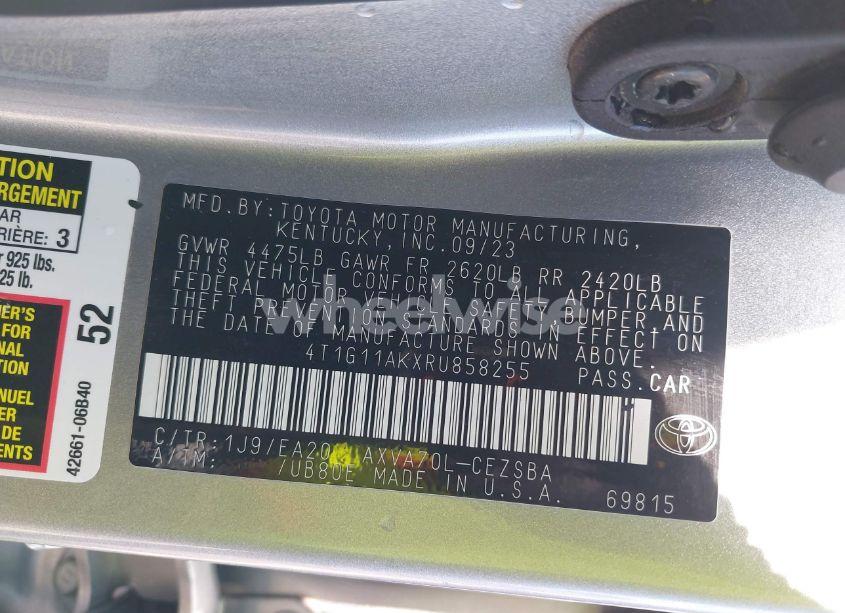 TION
RGEMENT
AR
RIÈRE: 3
r 925 lbs.
25 lb.
ER'S
FOR
NAL
TION
NUEL
DE
52
42661-06B40
MFD.BY:TOYOTA MOTOR MANUFACTURING,
KENTUCKY,INC.09/23
GVWR 4475LB GAWR FR 2620LB RR 2420LB
THIS VEHICLE CONFORMS TO ALL APPLICABLE
FEDERAL MOTOR VEHICLE SAFETY, BUMPER,AND
THEFT PREVENTION STANDARDS IN EFFECT ON
THE DATE OF MANUFACTURE SHOWN ABOVE.
4T1G11AKXRU858255 PASS.CAR
C/TR:1J9/EA20 AXVA70L-CEZSBA
A/TM: /UB80E MADE IN U.S.A.
69815
wheelwise